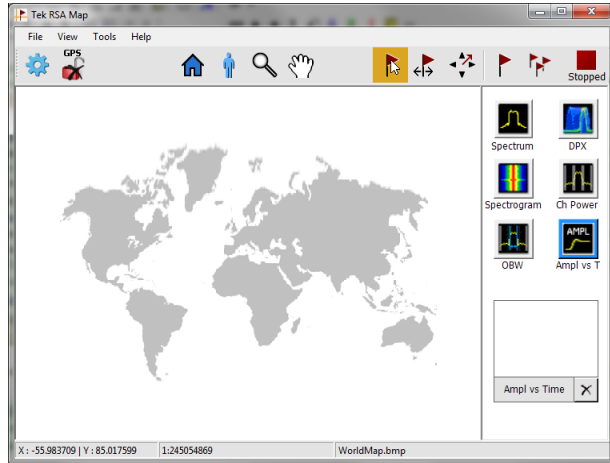 Tek RSA Map
File View Tools Help
GPS
Stopped
Spectrum DPX
Spectrogram Ch Power
AMPL
OBW Ampl vs T
Ampl vs Time
X : -55.983709 | Y : 85.017599 1:245054869 WorldMap.bmp